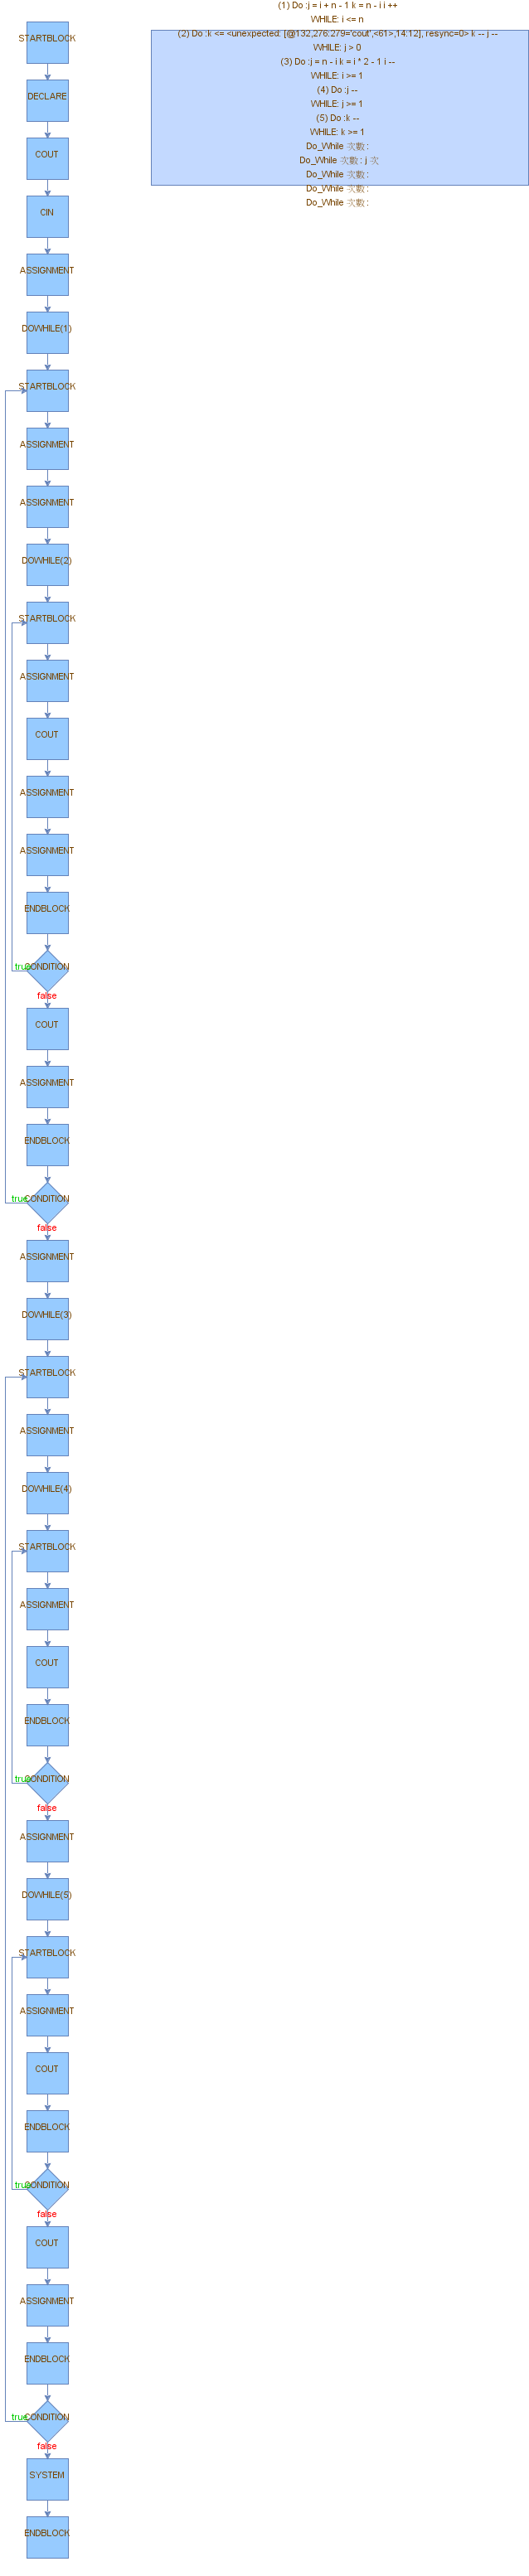 (1) Do :j = i + n - 1 k = n - i i ++
WHILE: i <= n
(2) Do :k <= <unexpected: [@132,276:279='cout',<61>,14:12], resync=0> k -- j --
WHILE: j > 0
(3) Do :j = n - i k = i * 2 - 1 i --
WHILE: i >= 1
(4) Do :j --
WHILE: j >= 1
(5) Do :k --
WHILE: k >= 1
Do_While 次數 :
Do_While 次數 : j 次
Do_While 次數 :
Do_While 次數 :
Do_While 次數 :
STARTBLOCK
DECLARE
COUT
CIN
ASSIGNMENT
DOWHILE(1)
STARTBLOCK
ASSIGNMENT
ASSIGNMENT
DOWHILE(2)
STARTBLOCK
ASSIGNMENT
COUT
ASSIGNMENT
ASSIGNMENT
ENDBLOCK
true
CONDITION
false
COUT
ASSIGNMENT
ENDBLOCK
true
CONDITION
false
ASSIGNMENT
DOWHILE(3)
STARTBLOCK
ASSIGNMENT
DOWHILE(4)
STARTBLOCK
ASSIGNMENT
COUT
ENDBLOCK
true
CONDITION
false
ASSIGNMENT
DOWHILE(5)
STARTBLOCK
ASSIGNMENT
COUT
ENDBLOCK
true
CONDITION
false
COUT
ASSIGNMENT
ENDBLOCK
true
CONDITION
false
SYSTEM
ENDBLOCK